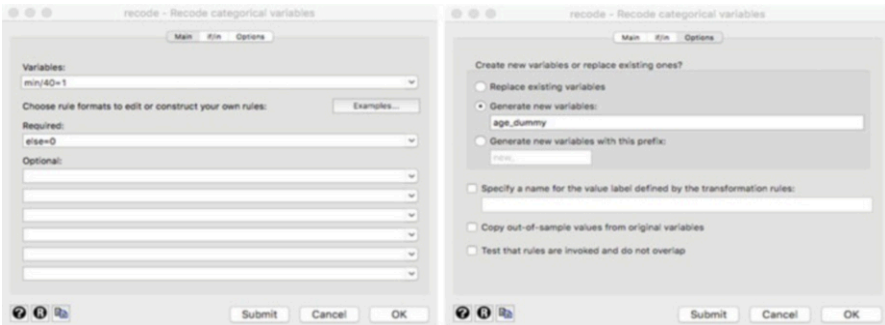 recode - Recode categorical variables
Main if/in Options
Variables:
min/40=1
Choose rule formats to edit or construct your own rules: Examples...
Required:
else=0
Optional:
Submit Cancel OK
recode - Recode categorical variables
Main if/in Options
Create new variables or replace existing ones?
Replace existing variables
Generate new variables:
age_dummy
Generate new variables with this prefix:
new_
Specify a name for the value label defined by the transformation rules:
Copy out-of-sample values from original variables
Test that rules are invoked and do not overlap
? R
Submit Cancel OK